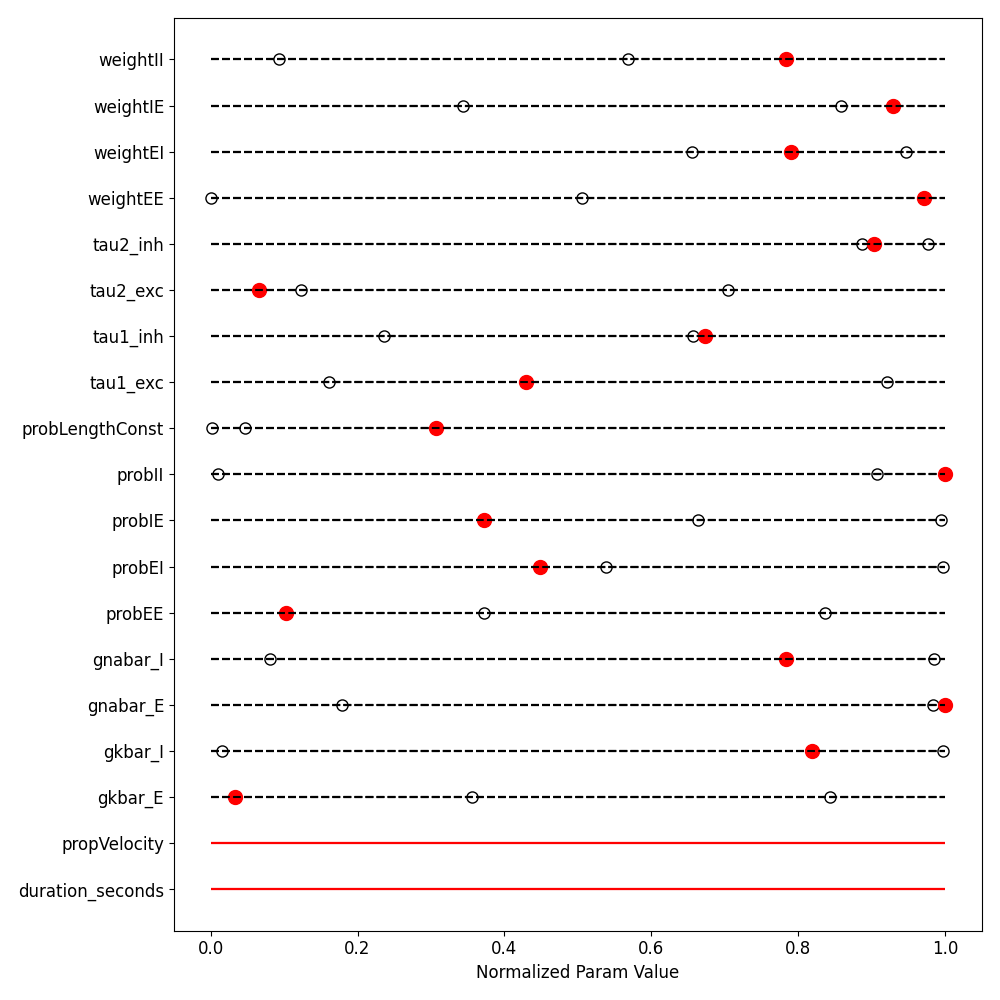 weightII
weightIE
weightEI
weightEE
tau2_inh
tau2_exc
tau1_inh
tau1_exc
probLengthConst
probII
probIE
probEI
probEE
gnabar_I
gnabar_E
gkbar_I
gkbar_E
propVelocity
duration_seconds
0.0 0.2 0.4 0.6 0.8 1.0
Normalized Param Value